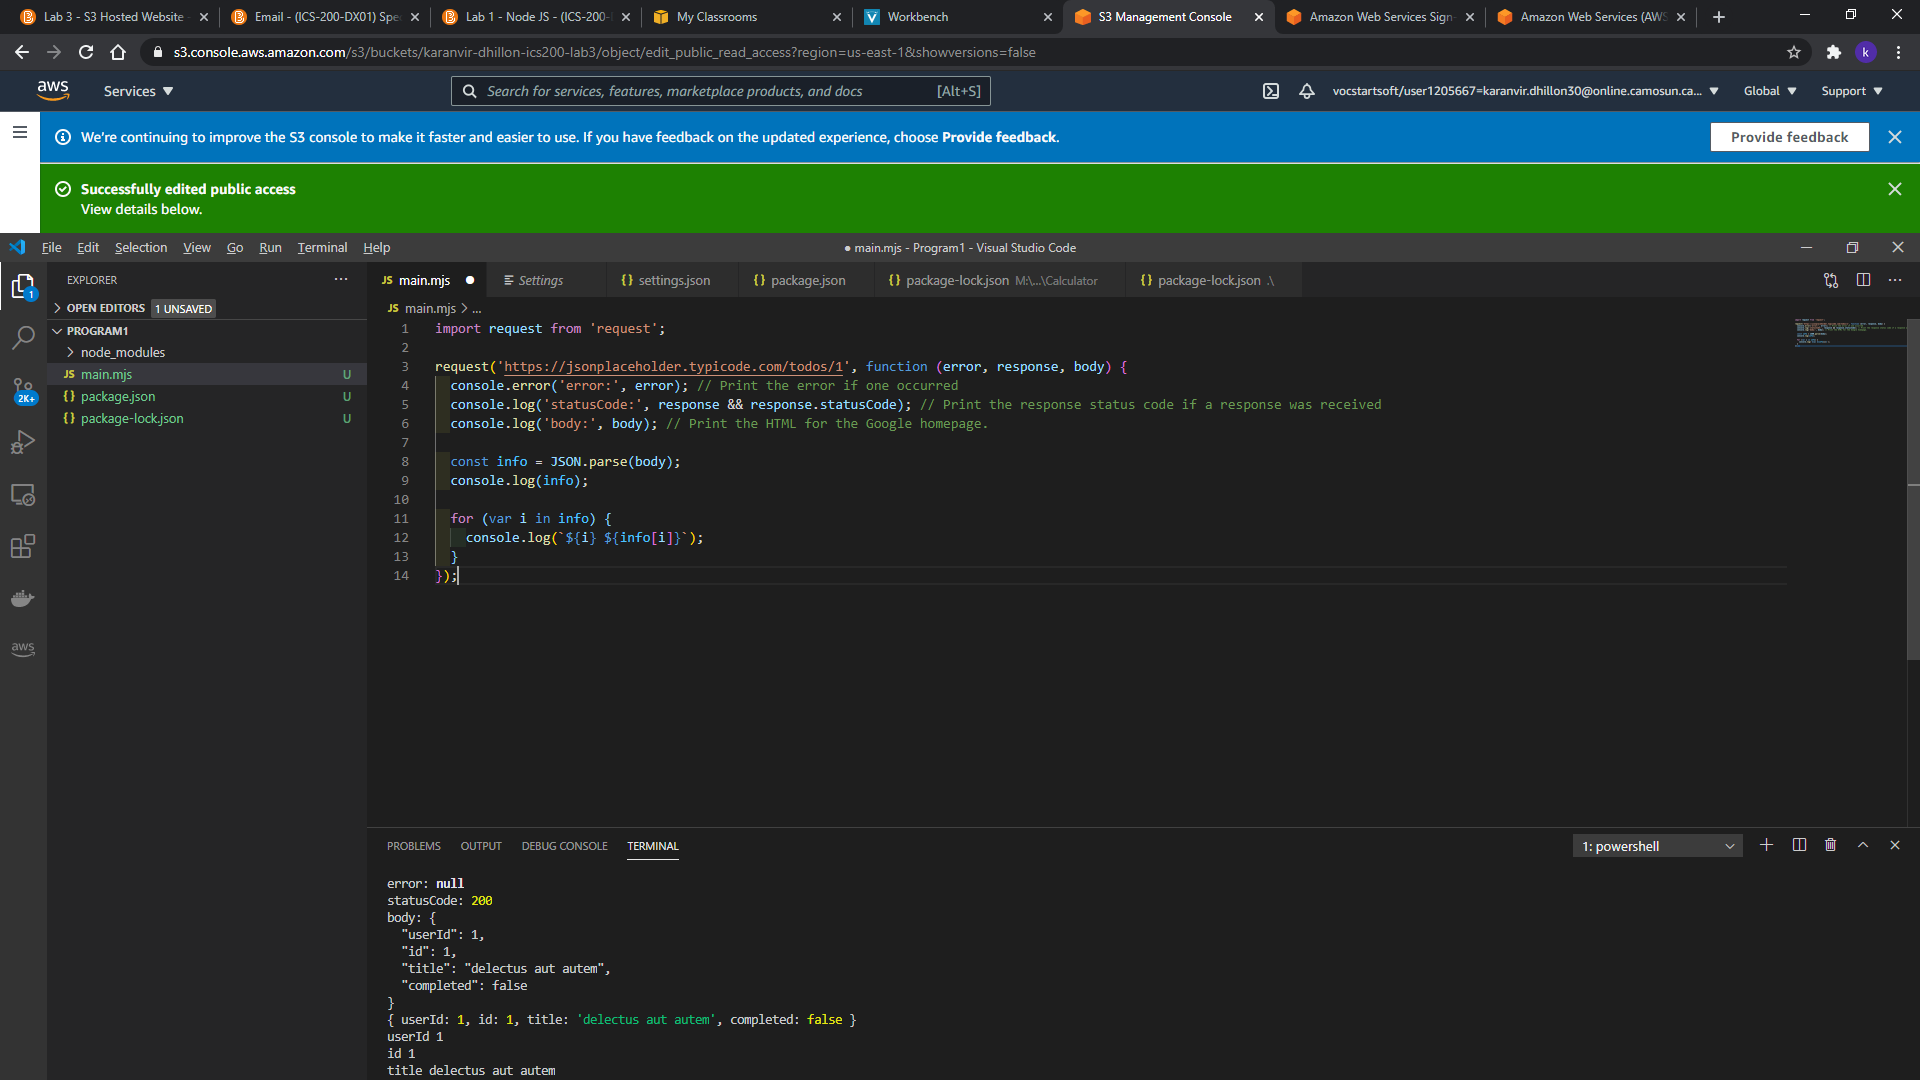 Lab 3 - S3 Hosted Website
Email - (ICS-200-DX01) Spe
Lab 1 - Node JS - (ICS-200-
My Classrooms
Workbench
S3 Management Console
Amazon Web Services Sign-
Amazon Web Services (AWS
s3.console.aws.amazon.com/s3/buckets/karanvir-dhillon-ics200-lab3/object/edit_public_read_access?region=us-east-1&showversions=false
k
aws
Services
Search for services, features, marketplace products, and docs
[Alt+S]
vocstartsoft/user1205667=karanvir.dhillon30@online.camosun.ca...
Global
Support
We're continuing to improve the S3 console to make it faster and easier to use. If you have feedback on the updated experience, choose Provide feedback.
Provide feedback
Successfully edited public access
View details below.
File Edit Selection View Go Run Terminal Help
● main.mjs - Program1 - Visual Studio Code
EXPLORER
OPEN EDITORS 1 UNSAVED
PROGRAM1
node_modules
JS main.mjs U
{} package.json U
{} package-lock.json U
1
2K+
aws
JS main.mjs ●
Settings
{} settings.json
{} package.json
{} package-lock.json M:\...\Calculator
{} package-lock.json .\
JS main.mjs > ...
1 import request from 'request';
2
3 request('https://jsonplaceholder.typicode.com/todos/1', function (error, response, body) {
4 console.error('error:', error); // Print the error if one occurred
5 console.log('statusCode:', response && response.statusCode); // Print the response status code if a response was received
6 console.log('body:', body); // Print the HTML for the Google homepage.
7
8 const info = JSON.parse(body);
9 console.log(info);
10
11 for (var i in info) {
12 console.log(`${i} ${info[i]}`);
13 }
14 });
PROBLEMS OUTPUT DEBUG CONSOLE TERMINAL
1: powershell
error: null
statusCode: 200
body: {
"userId": 1,
"id": 1,
"title": "delectus aut autem",
"completed": false
}
{ userId: 1, id: 1, title: 'delectus aut autem', completed: false }
userId 1
id 1
title delectus aut autem